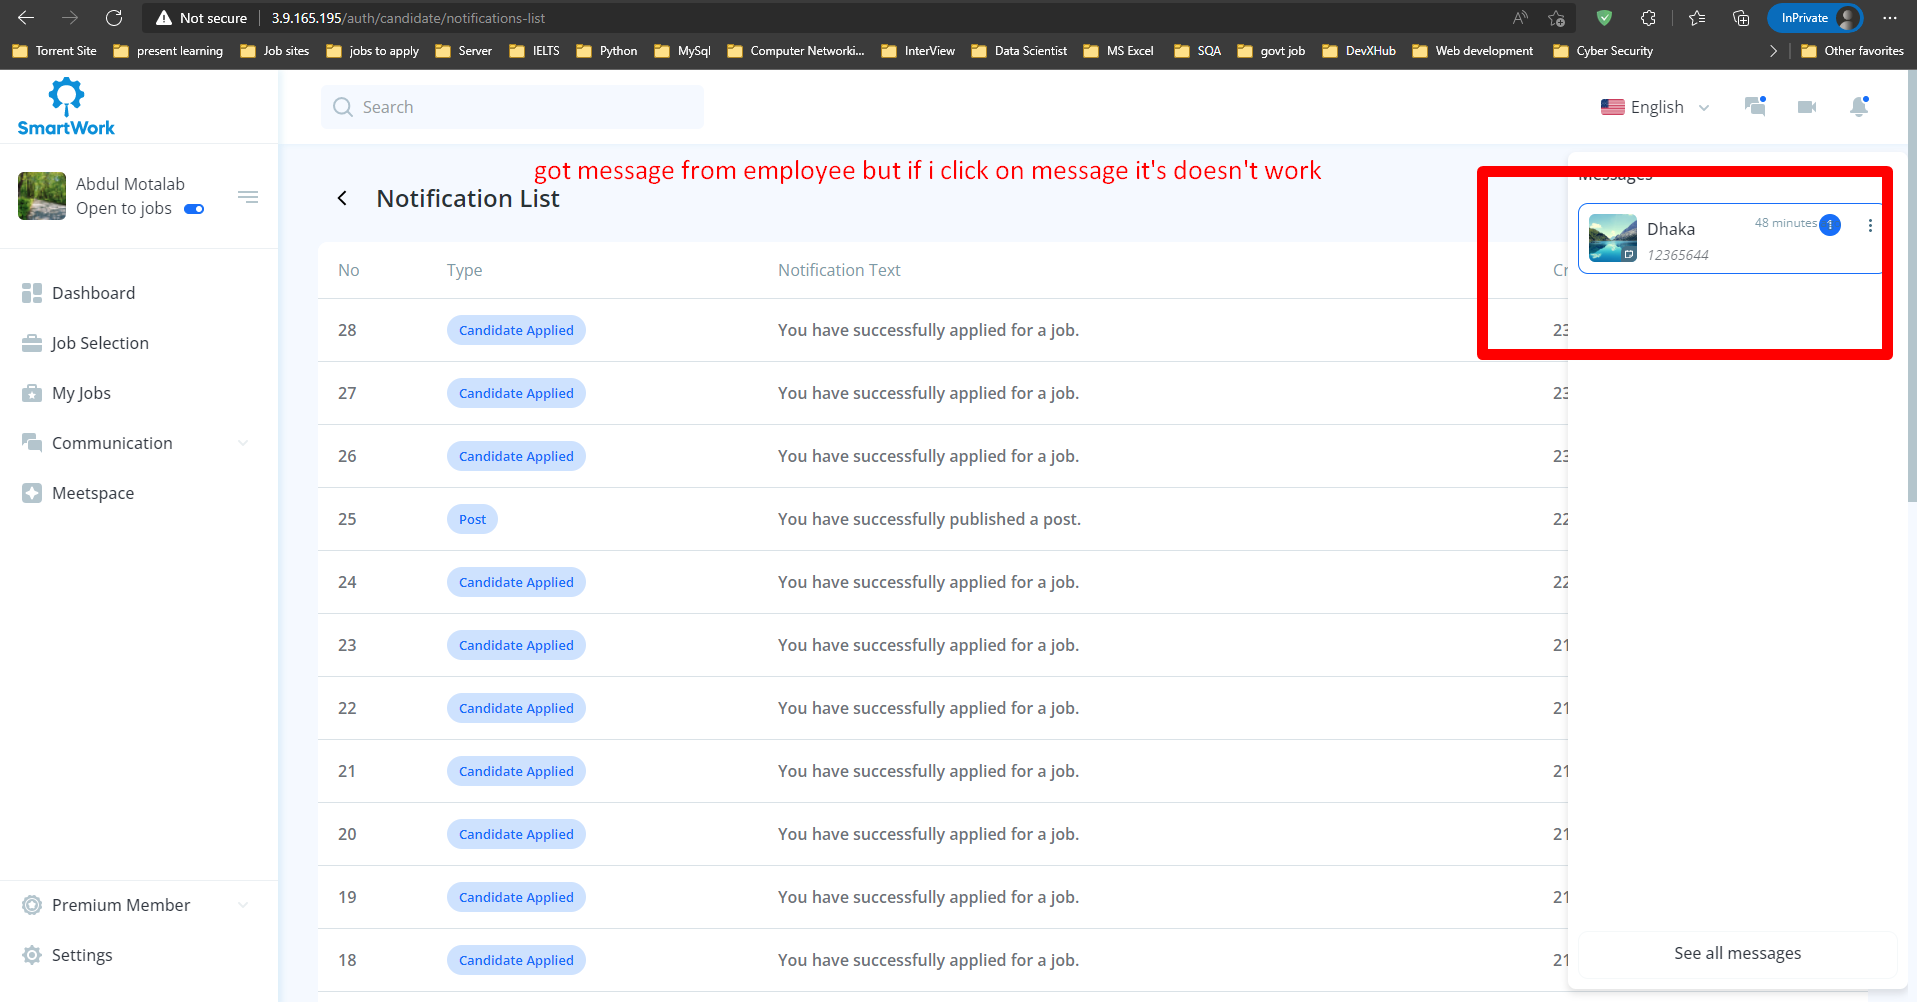 Not secure 3.9.165.195/auth/candidate/notifications-list InPrivate
Torrent Site present learning Job sites jobs to apply Server IELTS Python MySql Computer Networki... InterView Data Scientist MS Excel SQA govt job DevXHub Web development Cyber Security Other favorites
SmartWork
Search
English
Abdul Motalab
Open to jobs
Dashboard
Job Selection
My Jobs
Communication
Meetspace
Premium Member
Settings
got message from employee but if i click on message it's doesn't work
Notification List
No Type Notification Text Cr
28 Candidate Applied You have successfully applied for a job. 23
27 Candidate Applied You have successfully applied for a job. 23
26 Candidate Applied You have successfully applied for a job. 23
25 Post You have successfully published a post. 22
24 Candidate Applied You have successfully applied for a job. 22
23 Candidate Applied You have successfully applied for a job. 21
22 Candidate Applied You have successfully applied for a job. 21
21 Candidate Applied You have successfully applied for a job. 21
20 Candidate Applied You have successfully applied for a job. 21
19 Candidate Applied You have successfully applied for a job. 21
18 Candidate Applied You have successfully applied for a job. 21
Messages
Dhaka 48 minutes 1
12365644
See all messages